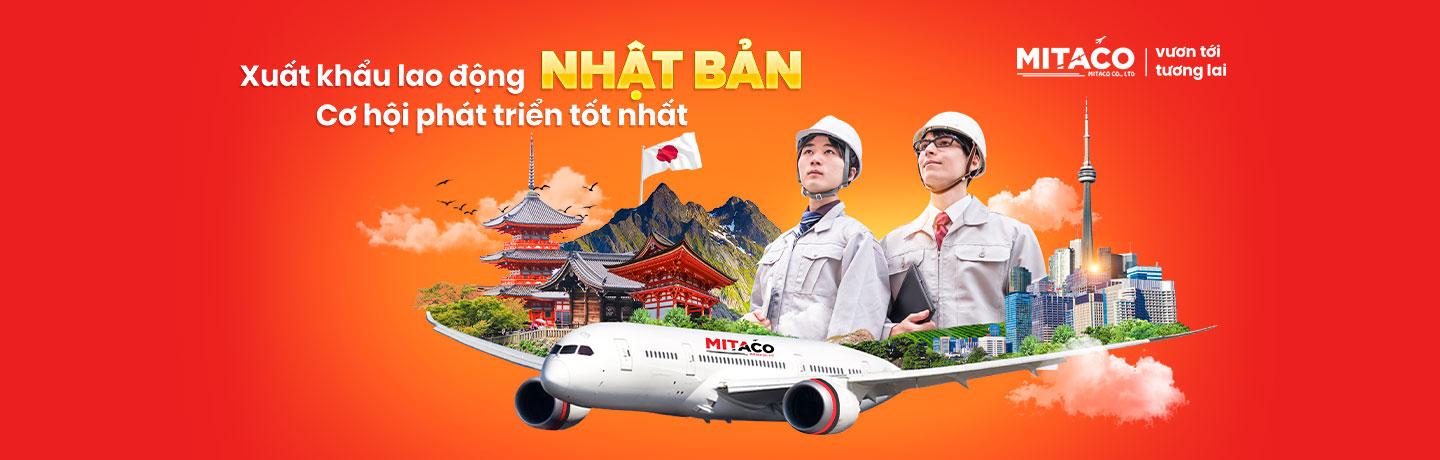 Xuất khẩu lao động NHẬT BẢN
Cơ hội phát triển tốt nhất
MITACO
MITACO CO., LTD
vươn tới
tương lai
MITACO